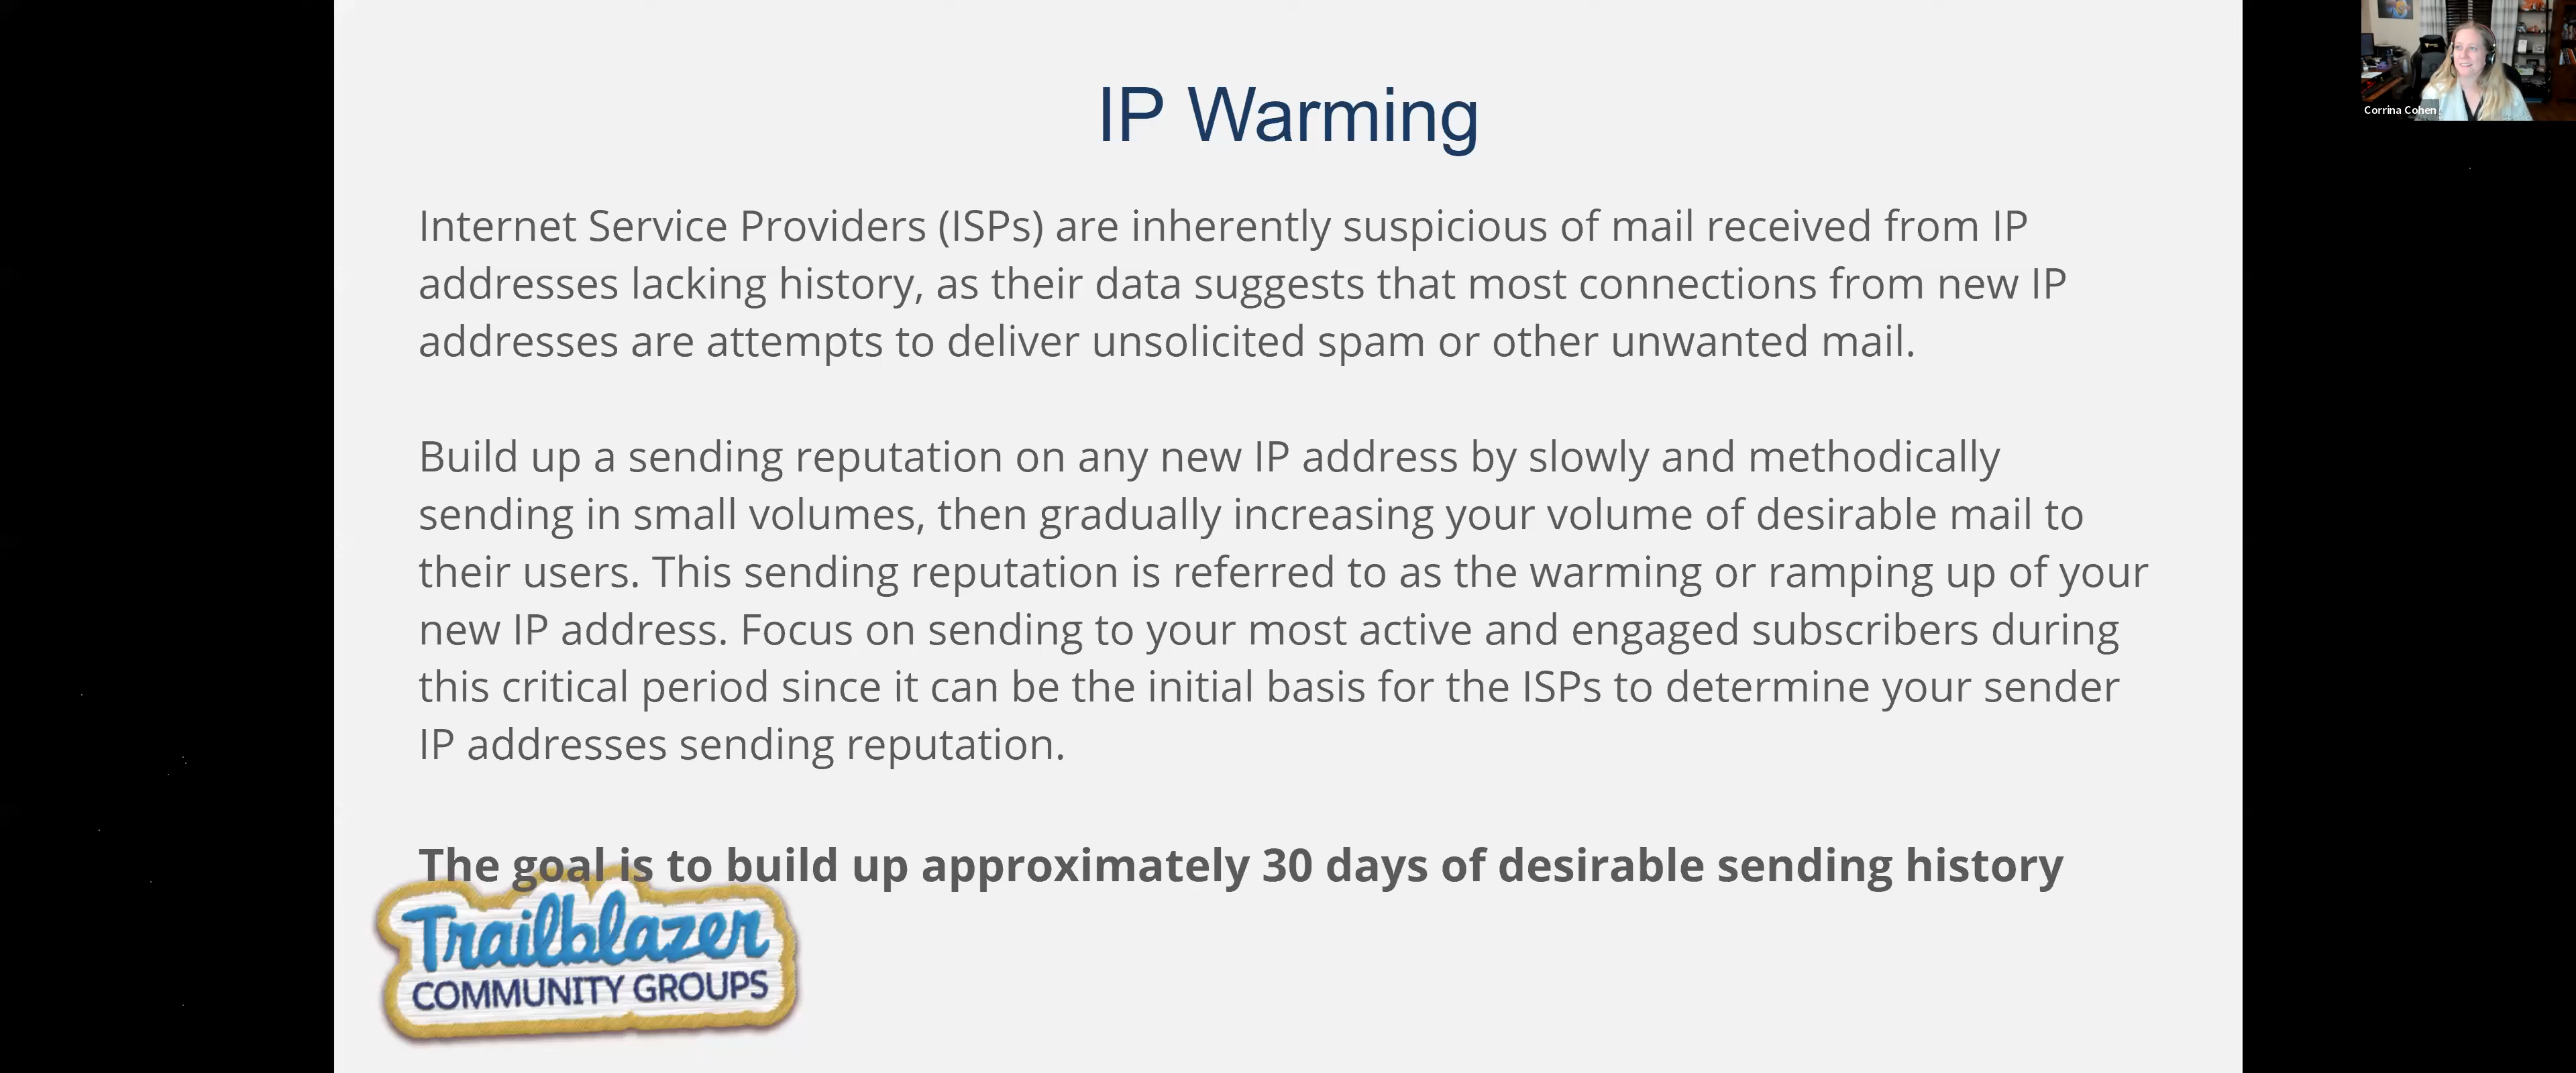 IP Warming
Corrina Cohen
Internet Service Providers (ISPs) are inherently suspicious of mail received from IP
addresses lacking history, as their data suggests that most connections from new IP
addresses are attempts to deliver unsolicited spam or other unwanted mail.
Build up a sending reputation on any new IP address by slowly and methodically
sending in small volumes, then gradually increasing your volume of desirable mail to
their users. This sending reputation is referred to as the warming or ramping up of your
new IP address. Focus on sending to your most active and engaged subscribers during
this critical period since it can be the initial basis for the ISPs to determine your sender
IP addresses sending reputation.
The goal is to build up approximately 30 days of desirable sending history
Trailblazer
COMMUNITY GROUPS